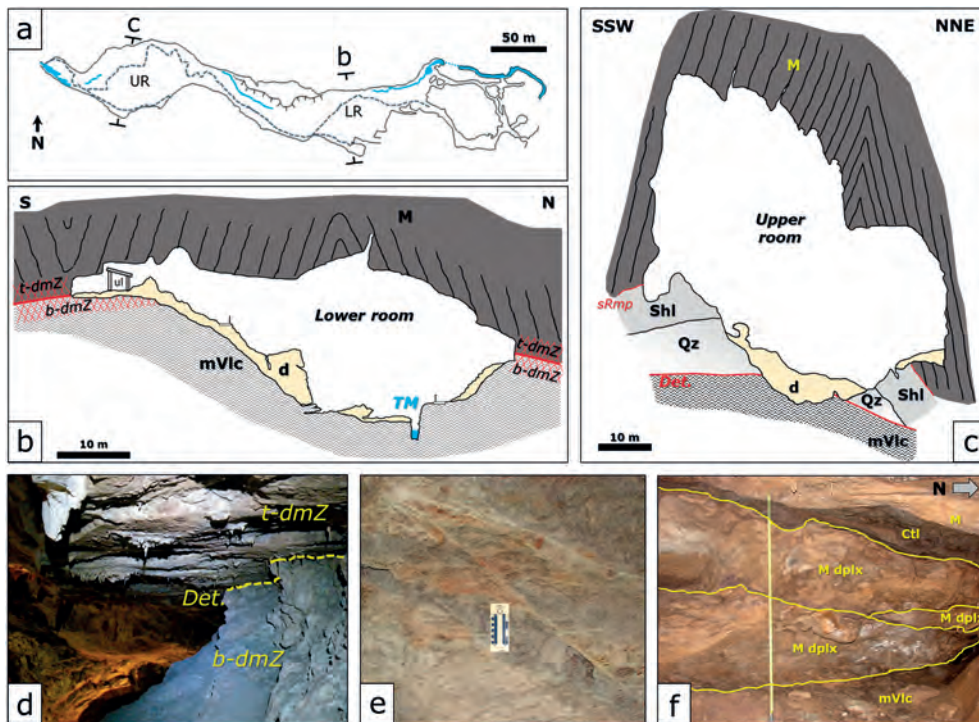 a
c
b
50 m
UR
LR
N
S
N
M
ul
t-dmZ
b-dmZ
Lower room
t-dmZ
b-dmZ
mVlc
d
TM
b
10 m
SSW
NNE
M
Upper
room
sRmp
Shl
Qz
Det.
d
Qz
Shl
mVlc
10 m
c
t-dmZ
Det.
b-dmZ
d
e
N
M
Ctl
M dplx
M dplx
M dplx
mVlc
f